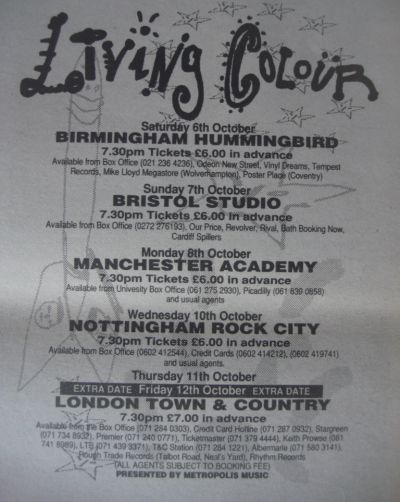 LIVING COLOUR
Saturday 6th October
BIRMINGHAM HUMMINGBIRD
7.30pm Tickets £6.00 in advance
Available from Box Office (021 236 4236), Odeon New Street, Vinyl Dreams, Tempest
Records, Mike Lloyd Megastore (Wolverhampton), Poster Place (Coventry)
Sunday 7th October
BRISTOL STUDIO
7.30pm Tickets £6.00 in advance
Available from Box Office (0272 276193), Our Price, Revolver, Rival, Bath Booking Now,
Cardiff Spillers
Monday 8th October
MANCHESTER ACADEMY
7.30pm Tickets £6.00 in advance
Available from Univesity Box Office (061 275 2930), Picadilly (061 839 0858)
and usual agents
Wednesday 10th October
NOTTINGHAM ROCK CITY
7.30pm Tickets £6.00 in advance
Available from Box Office (0602 412544), Credit Cards (0602 414212), (0602 419741)
and usual agents.
Thursday 11th October
EXTRA DATE Friday 12th October EXTRA DATE
LONDON TOWN & COUNTRY
7.30pm £7.00 in advance
Available from the Box Office (071 284 0303), Credit Card Hotline (071 287 0932), Stargreen
(071 734 8932), Premier (071 240 0771), Ticketmaster (071 379 4444), Keith Prowse (081
741 8989), LTB (071 439 3371), T&C Station (071 284 1221), Albermarle (071 580 3141),
Rough Trade Records (Talbot Road, Neal's Yard), Rhythm Records
(ALL AGENTS SUBJECT TO BOOKING FEE)
PRESENTED BY METROPOLIS MUSIC